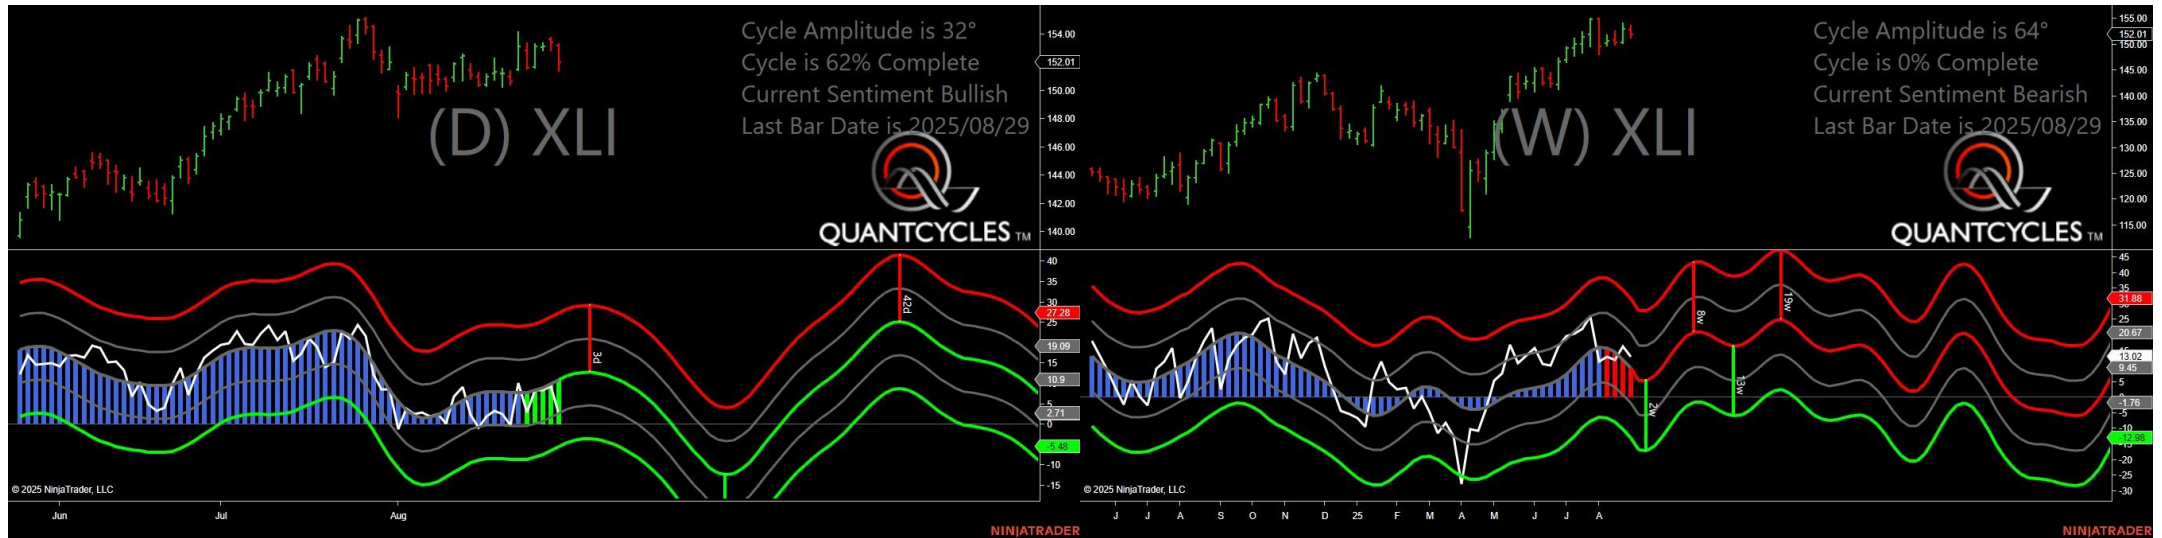 Cycle Amplitude is 32°
Cycle is 62% Complete
Current Sentiment Bullish
Last Bar Date is 2025/08/29
(D) XLI
QUANTCYCLES TM
154.00
152.01
150.00
148.00
146.00
144.00
142.00
140.00
40
35
30
27.28
25
19.09
15
10.9
5
2.71
0
-5.48
-10
-15
3d
42d
© 2025 NinjaTrader, LLC
Jun Jul Aug
NINJATRADER
Cycle Amplitude is 64°
Cycle is 0% Complete
Current Sentiment Bearish
Last Bar Date is 2025/08/29
(W) XLI
QUANTCYCLES TM
155.00
152.01
150.00
145.00
140.00
135.00
130.00
125.00
120.00
115.00
45
40
35
31.88
25
20.67
13.02
9.45
5
-1.76
-5
-10
-12.98
-20
-25
-30
2w
8w
13w
19w
© 2025 NinjaTrader, LLC
J J A S O N D 25 F M A M J J A
NINJATRADER